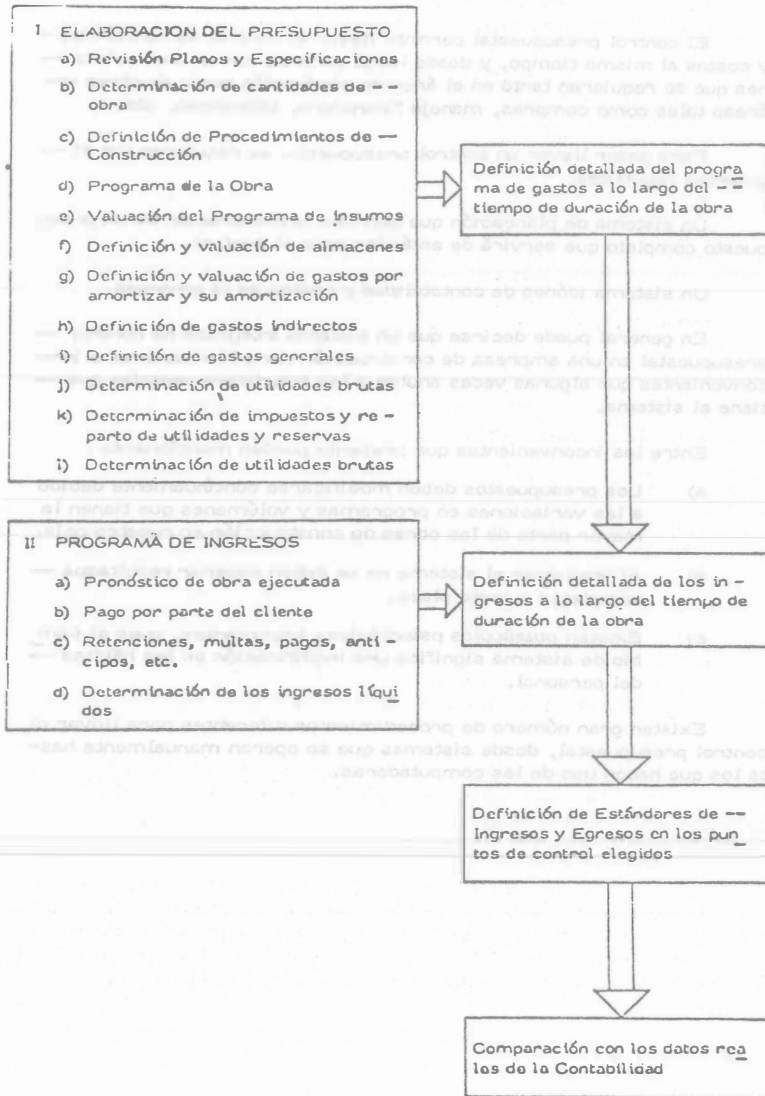 I ELABORACION DEL PRESUPUESTO
a) Revisión Planos y Especificaciones
b) Determinación de cantidades de --
obra
c) Definición de Procedimientos de --
Construcción
d) Programa de la Obra
e) Valuación del Programa de Insumos
f) Definición y valuación de almacenes
g) Definición y valuación de gastos por
amortizar y su amortización
h) Definición de gastos indirectos
i) Definición de gastos generales
j) Determinación de utilidades brutas
k) Determinación de impuestos y re -
parto de utilidades y reservas
i) Determinación de utilidades brutas
Definición detallada del progra
ma de gastos a lo largo del --
tiempo de duración de la obra
II PROGRAMA DE INGRESOS
a) Pronóstico de obra ejecutada
b) Pago por parte del cliente
c) Retenciones, multas, pagos, anti -
cipos, etc.
d) Determinación de los ingresos líqui
dos
Definición detallada de los in -
gresos a lo largo del tiempo de
duración de la obra
Definición de Estándares de --
Ingresos y Egresos en los pun
tos de control elegidos
Comparación con los datos rea
les de la Contabilidad